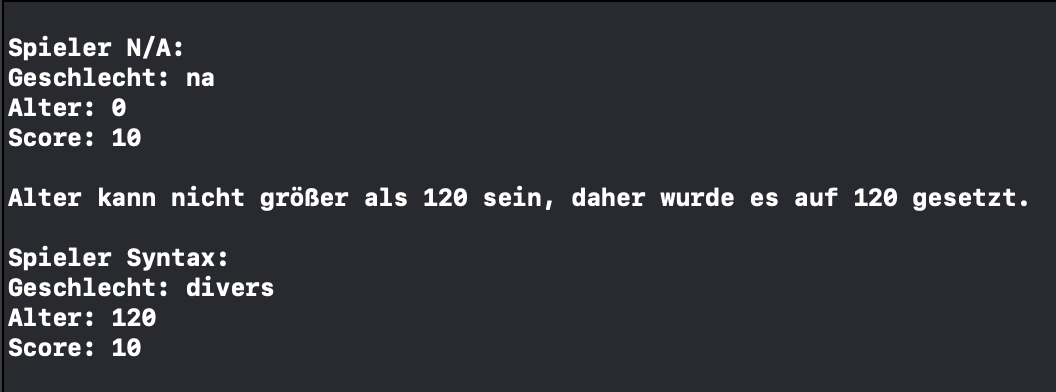 Spieler N/A:
Geschlecht: na
Alter: 0
Score: 10
Alter kann nicht größer als 120 sein, daher wurde es auf 120 gesetzt.
Spieler Syntax:
Geschlecht: divers
Alter: 120
Score: 10